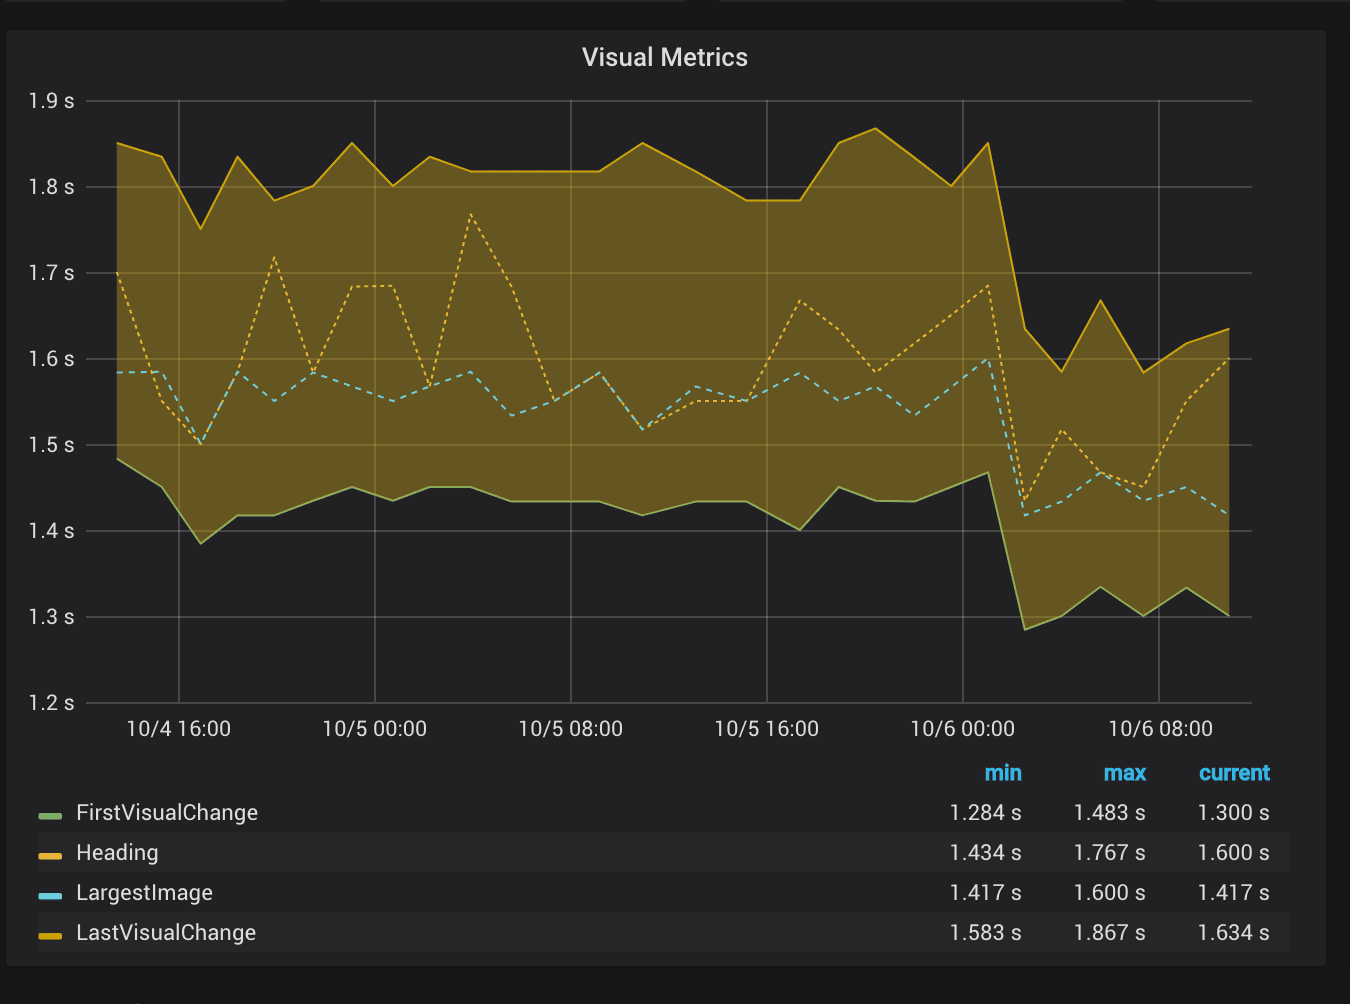 Visual Metrics
1.9 s
1.8 s
1.7 s
1.6 s
1.5 s
1.4 s
1.3 s
1.2 s
10/4 16:00 10/5 00:00 10/5 08:00 10/5 16:00 10/6 00:00 10/6 08:00
min max current
FirstVisualChange 1.284 s 1.483 s 1.300 s
Heading 1.434 s 1.767 s 1.600 s
LargestImage 1.417 s 1.600 s 1.417 s
LastVisualChange 1.583 s 1.867 s 1.634 s